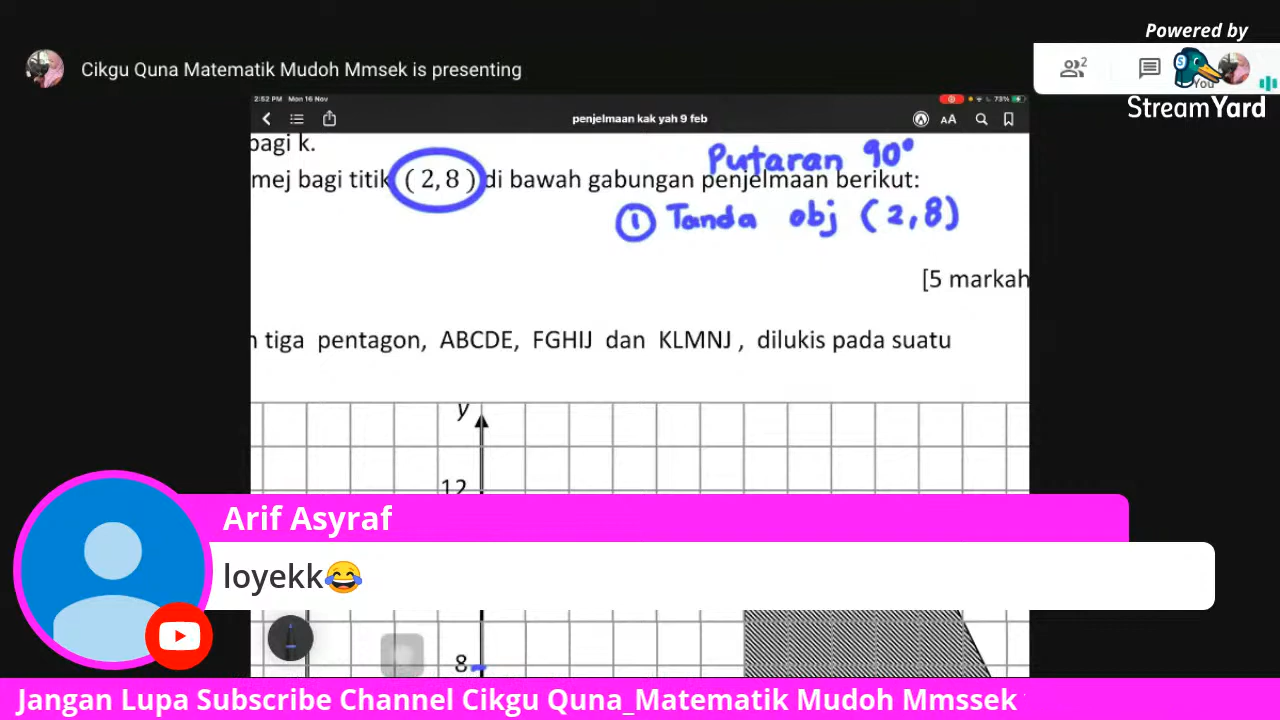 Powered by
Cikgu Quna Matematik Mudoh Mmsek is presenting
2
You
StreamYard
2:52 PM Mon 16 Nov
73%
penjelmaan kak yah 9 feb
AA
bagi k.
Putaran 90°
mej bagi titik (2,8) di bawah gabungan penjelmaan berikut:
1 Tanda obj (2,8)
[5 markah
n tiga pentagon, ABCDE, FGHIJ dan KLMNJ , dilukis pada suatu
y
12
Arif Asyraf
loyekk😂
8
Jangan Lupa Subscribe Channel Cikgu Quna_Matematik Mudoh Mmssek